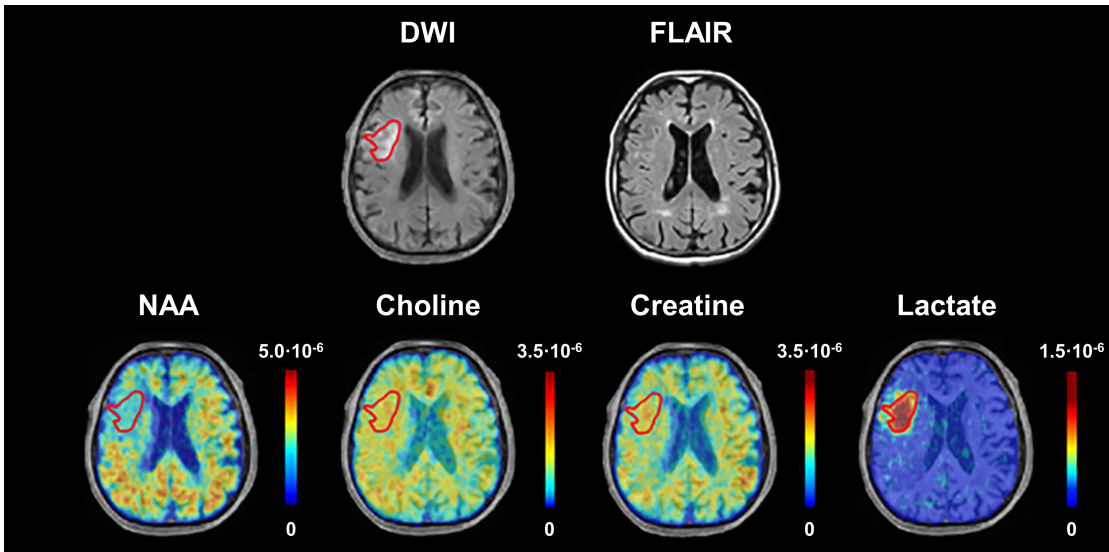 DWI
FLAIR
NAA
Choline
Creatine
Lactate
5.0·10⁻⁶
3.5·10⁻⁶
3.5·10⁻⁶
1.5·10⁻⁶
0
0
0
0